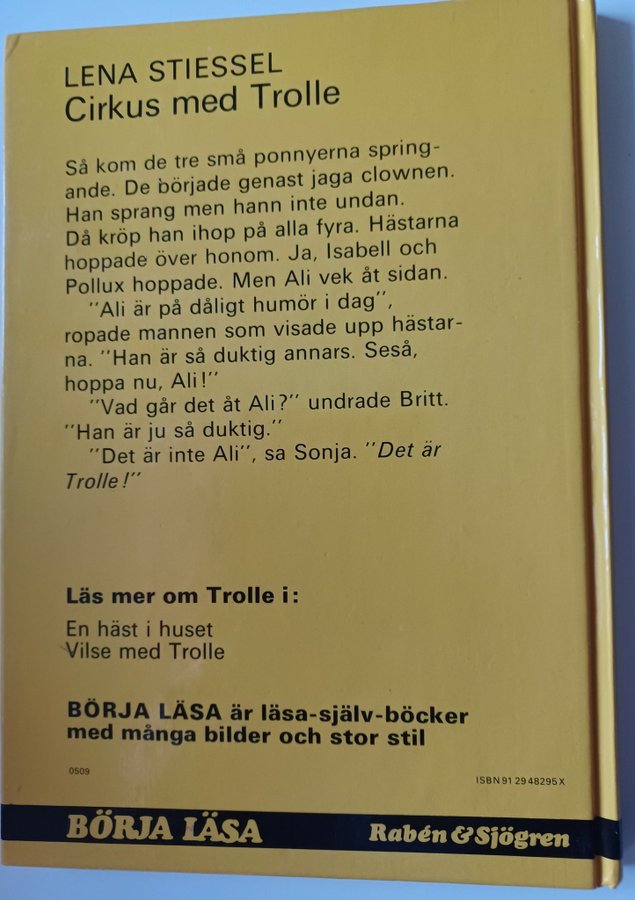 LENA STIESSEL
Cirkus med Trolle
Så kom de tre små ponnyerna spring-
ande. De började genast jaga clownen.
Han sprang men hann inte undan.
Då kröp han ihop på alla fyra. Hästarna
hoppade över honom. Ja, Isabell och
Pollux hoppade. Men Ali vek åt sidan.
"Ali är på dåligt humör i dag",
ropade mannen som visade upp hästar-
na. "Han är så duktig annars. Seså,
hoppa nu, Ali!"
"Vad går det åt Ali?" undrade Britt.
"Han är ju så duktig."
"Det är inte Ali", sa Sonja. "Det är
Trolle!"
Läs mer om Trolle i:
En häst i huset
Vilse med Trolle
BÖRJA LÄSA är läsa-själv-böcker
med många bilder och stor stil
0509
ISBN 91 29 48295 X
BÖRJA LÄSA
Rabén & Sjögren